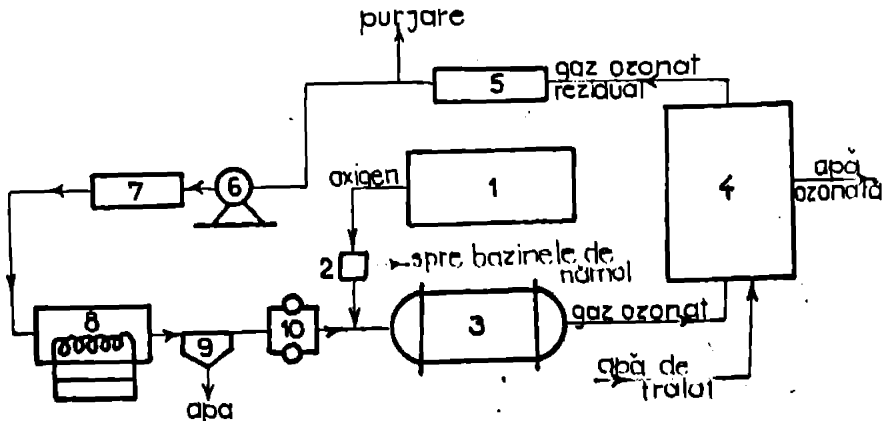 purjare
gaz ozonat
rezidual
5
oxigen
1
4
apă
ozonată
7
6
2
spre bazinele de
nămol
8
9
10
3
gaz ozonat
apă de
tratat
apa